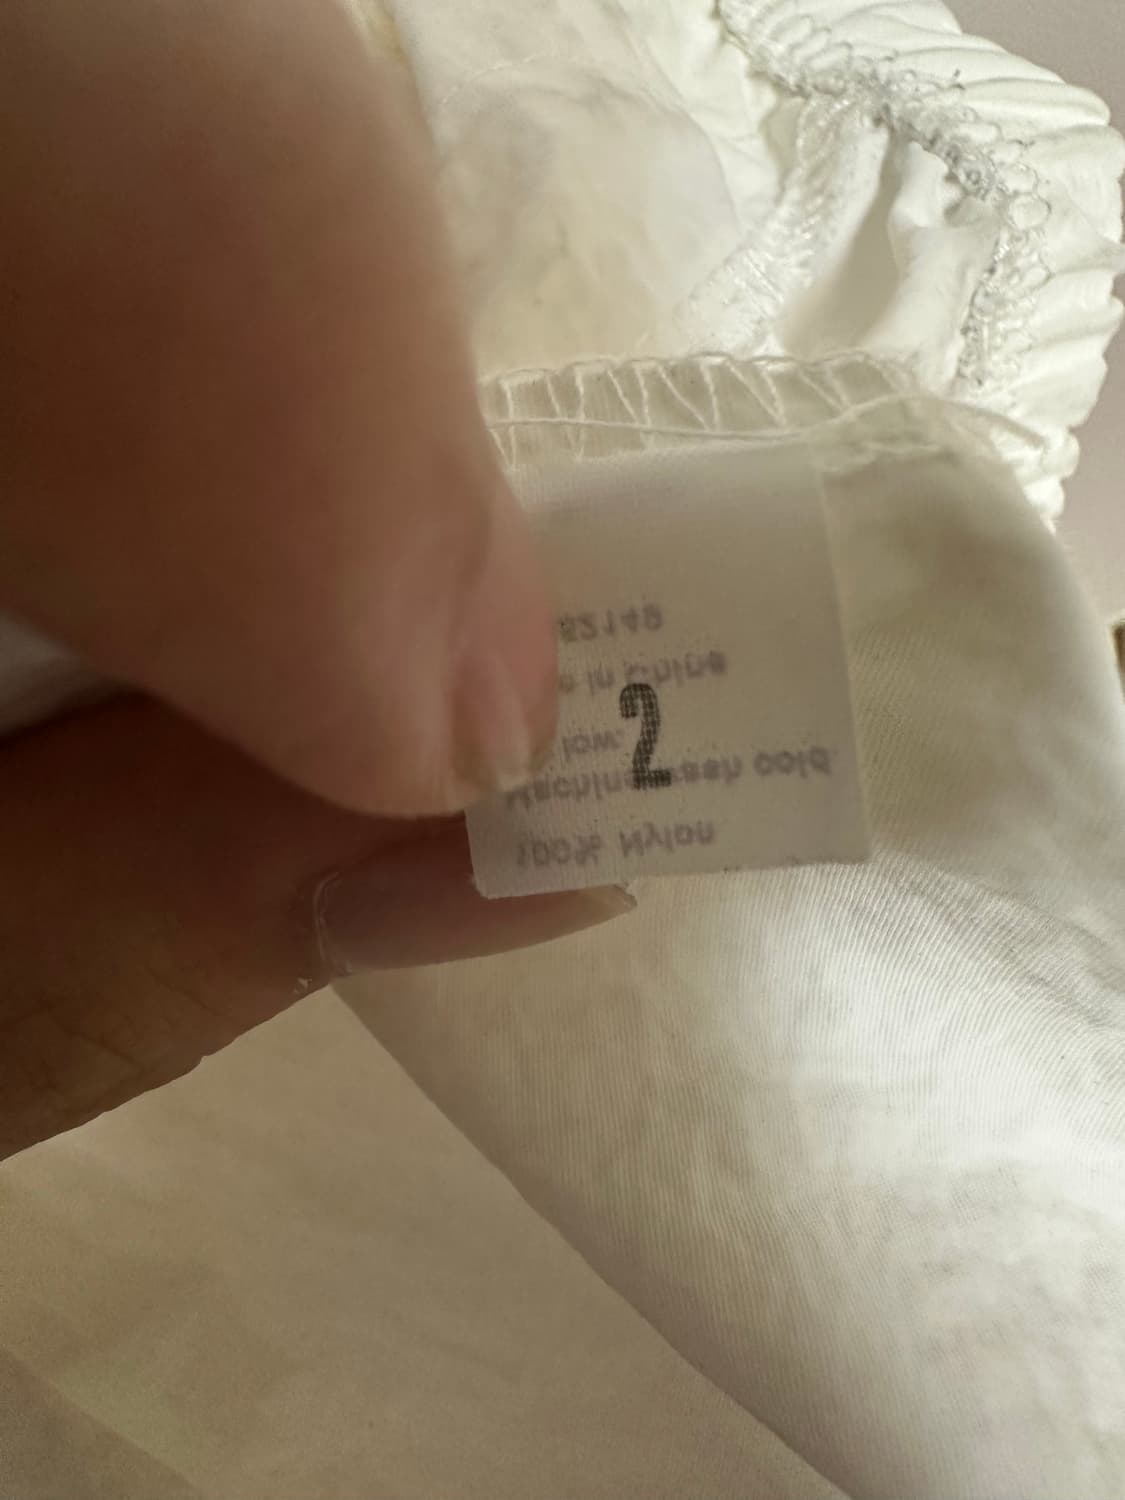 2
100% Nylon
Machine wash cold.
low.
in China